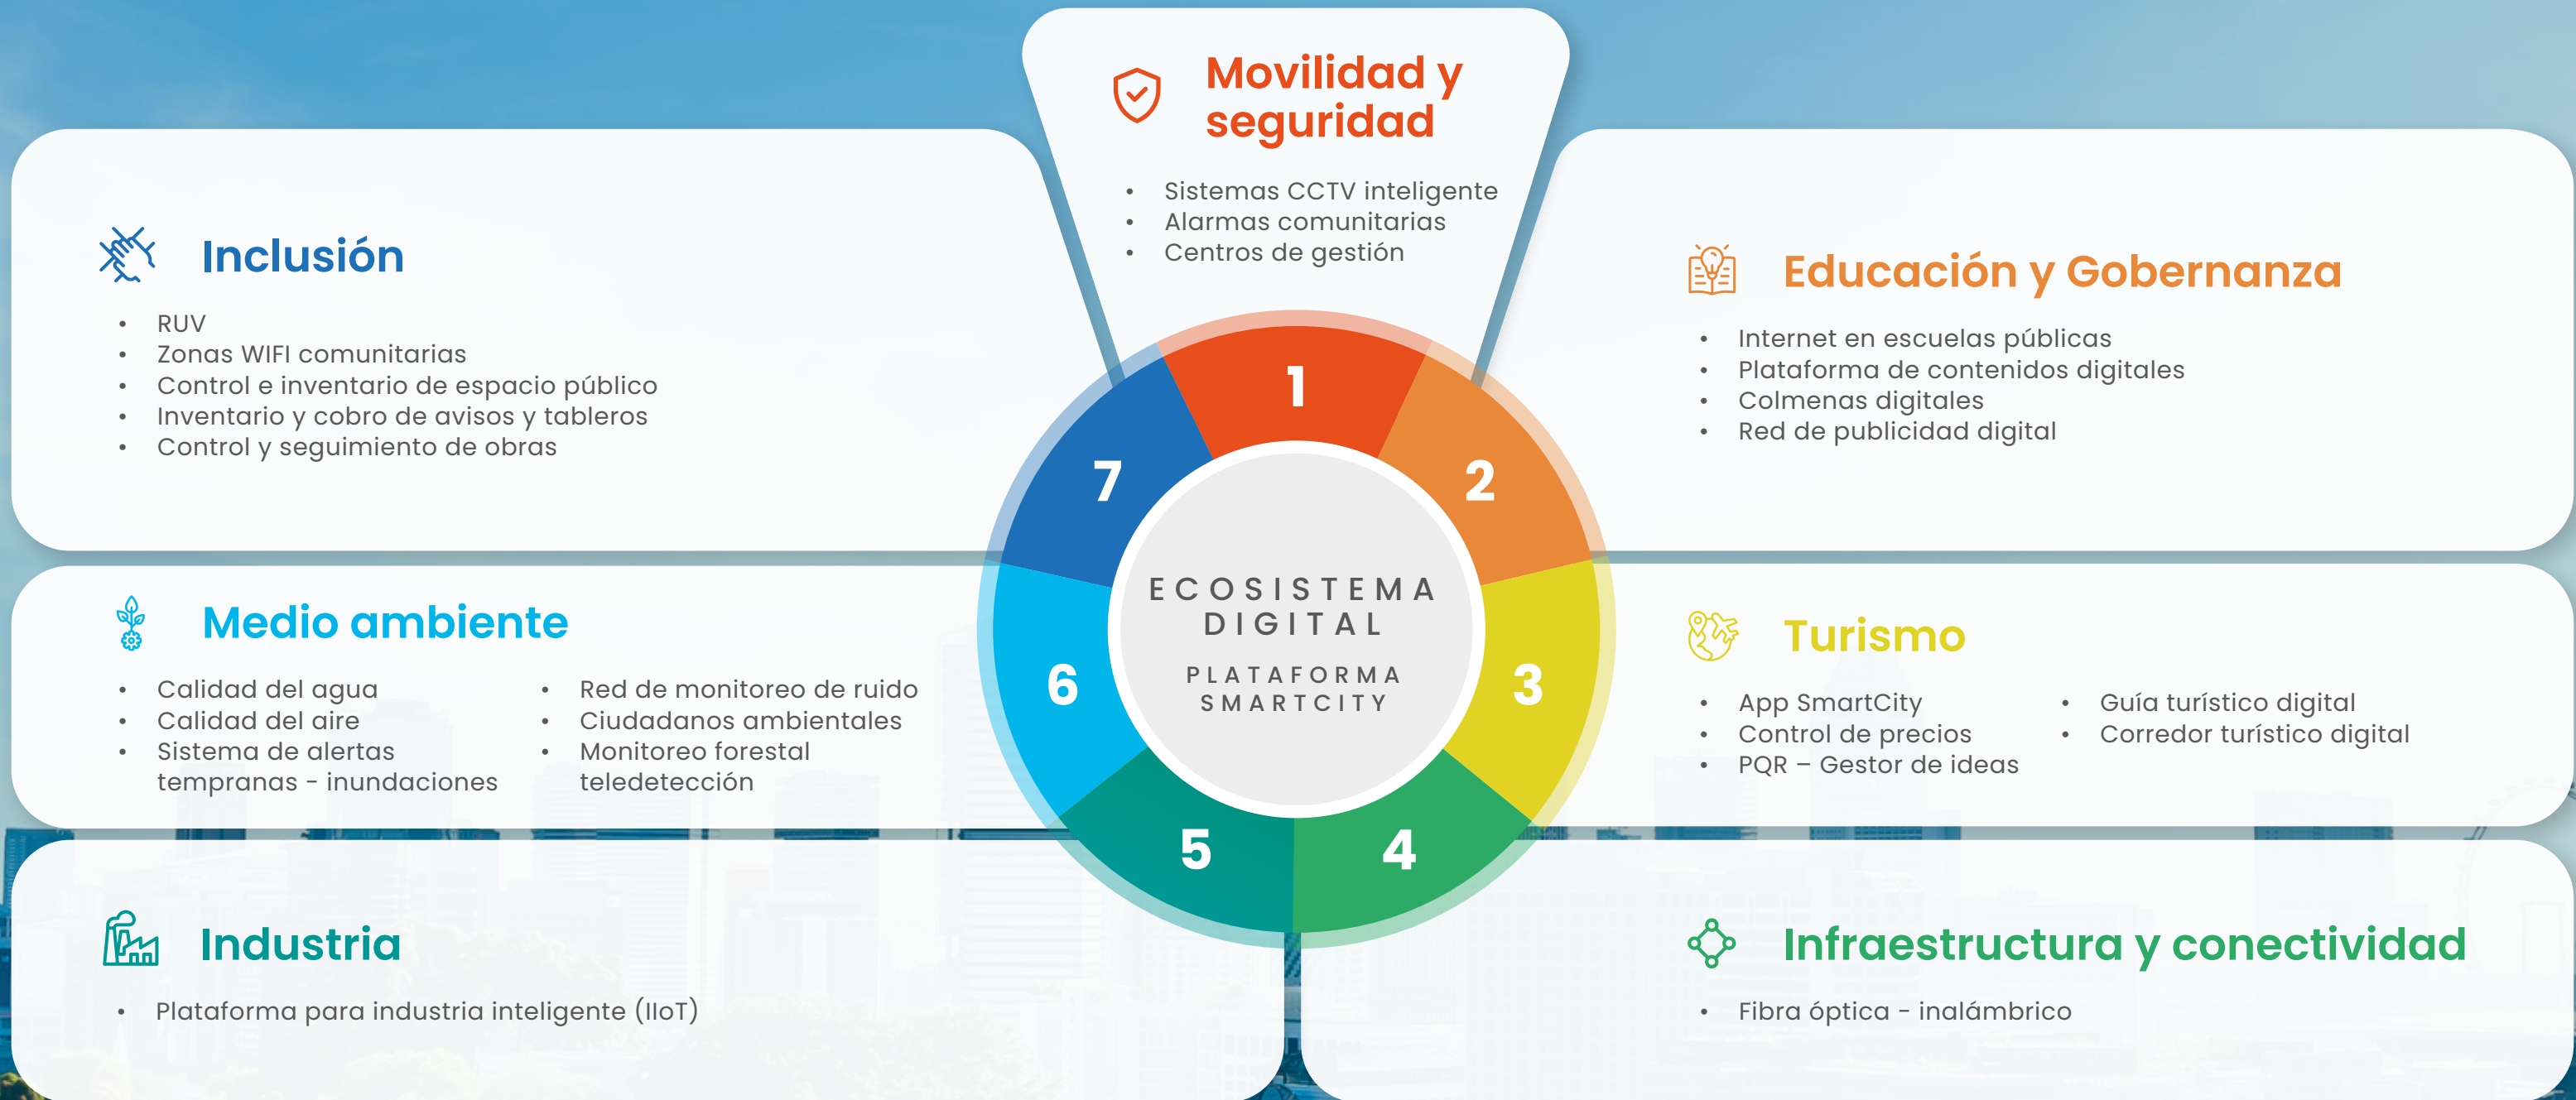 Movilidad y
seguridad
• Sistemas CCTV inteligente
• Alarmas comunitarias
• Centros de gestión
Inclusión
• RUV
• Zonas WIFI comunitarias
• Control e inventario de espacio público
• Inventario y cobro de avisos y tableros
• Control y seguimiento de obras
Educación y Gobernanza
• Internet en escuelas públicas
• Plataforma de contenidos digitales
• Colmenas digitales
• Red de publicidad digital
1
2
3
4
5
6
7
ECOSISTEMA
DIGITAL
PLATAFORMA
SMARTCITY
Medio ambiente
• Calidad del agua
• Calidad del aire
• Sistema de alertas
tempranas - inundaciones
• Red de monitoreo de ruido
• Ciudadanos ambientales
• Monitoreo forestal
teledetección
Turismo
• App SmartCity
• Control de precios
• PQR – Gestor de ideas
• Guía turístico digital
• Corredor turístico digital
Industria
• Plataforma para industria inteligente (IIoT)
Infraestructura y conectividad
• Fibra óptica - inalámbrico